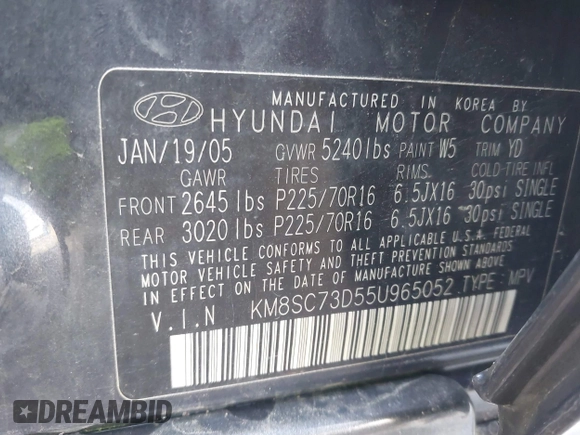 MANUFACTURED IN KOREA BY
HYUNDAI MOTOR COMPANY
JAN/19/05 GVWR 5240lbs PAINT W5 TRIM YD
GAWR TIRES RIMS COLD-TIRE INFL
FRONT 2645 lbs P225/70R16 6.5JX16 30psi SINGLE
REAR 3020 lbs P225/70R16 6.5JX16 30psi SINGLE
THIS VEHICLE CONFORMS TO ALL APPLICABLE U.S.A. FEDERAL
MOTOR VEHICLE SAFETY AND THEFT PREVENTION STANDARDS
IN EFFECT ON THE DATE OF MANUFACTURE SHOWN ABOVE.
V.I.N KM8SC73D55U965052 TYPE : MPV
DREAMBID